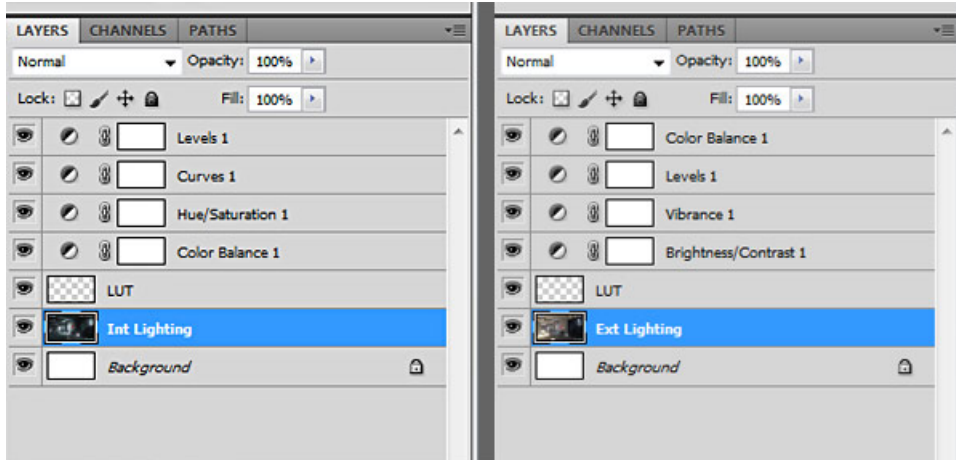 LAYERS CHANNELS PATHS
Normal Opacity: 100%
Lock: Fill: 100%
Levels 1
Curves 1
Hue/Saturation 1
Color Balance 1
LUT
Int Lighting
Background
LAYERS CHANNELS PATHS
Normal Opacity: 100%
Lock: Fill: 100%
Color Balance 1
Levels 1
Vibrance 1
Brightness/Contrast 1
LUT
Ext Lighting
Background